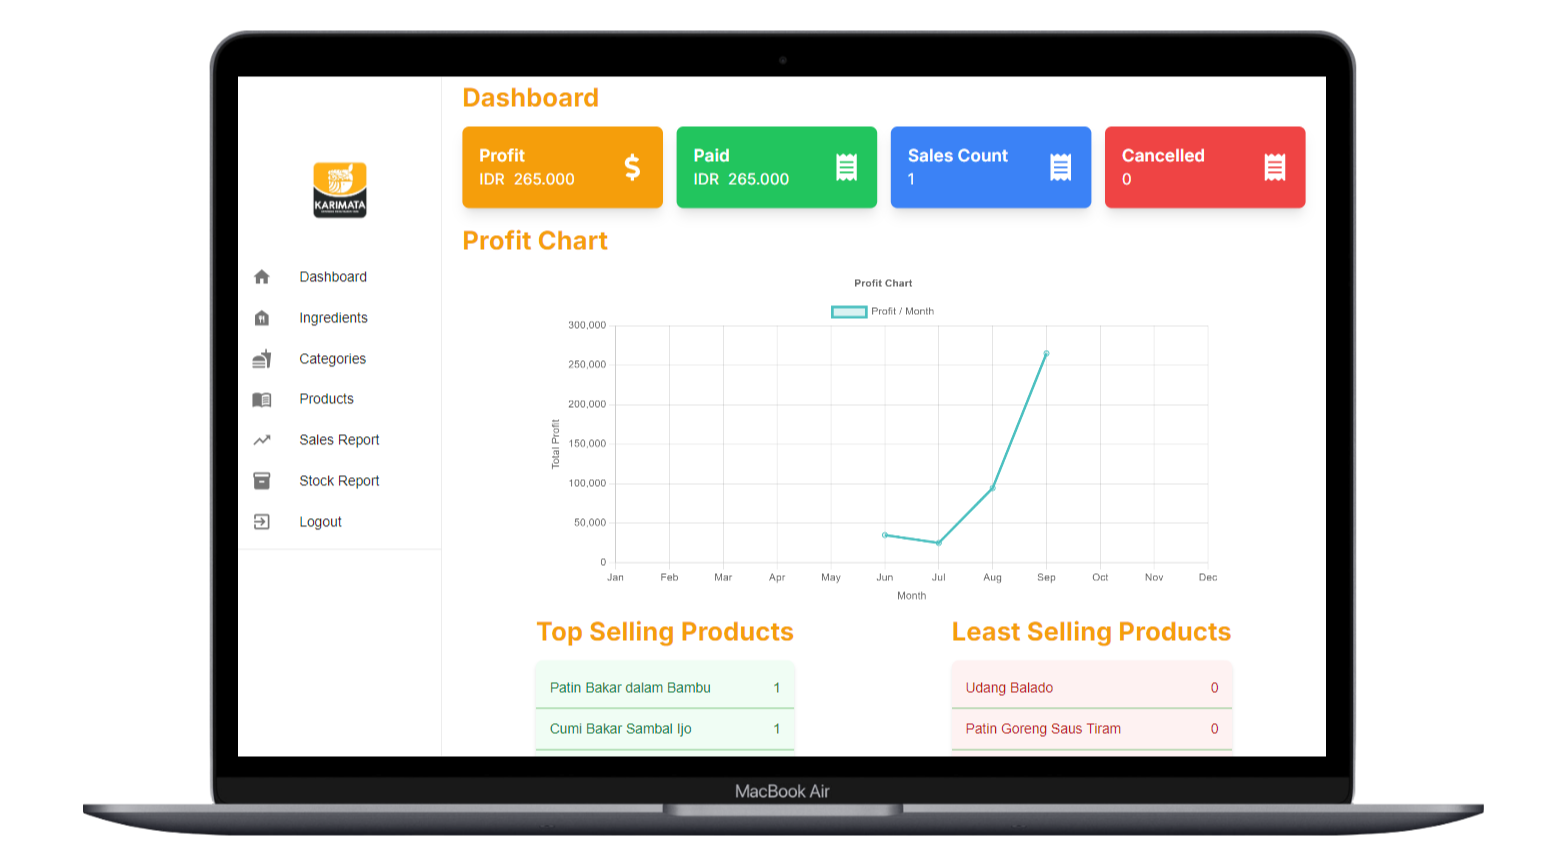 Dashboard
Profit
IDR 265.000
Paid
IDR 265.000
Sales Count
1
Cancelled
0
KARIMATA
Dashboard
Ingredients
Categories
Products
Sales Report
Stock Report
Logout
Profit Chart
Profit Chart
Profit / Month
300,000
250,000
200,000
150,000
100,000
50,000
0
Total Profit
Jan Feb Mar Apr May Jun Jul Aug Sep Oct Nov Dec
Month
Top Selling Products
Patin Bakar dalam Bambu 1
Cumi Bakar Sambal Ijo 1
Least Selling Products
Udang Balado 0
Patin Goreng Saus Tiram 0
MacBook Air